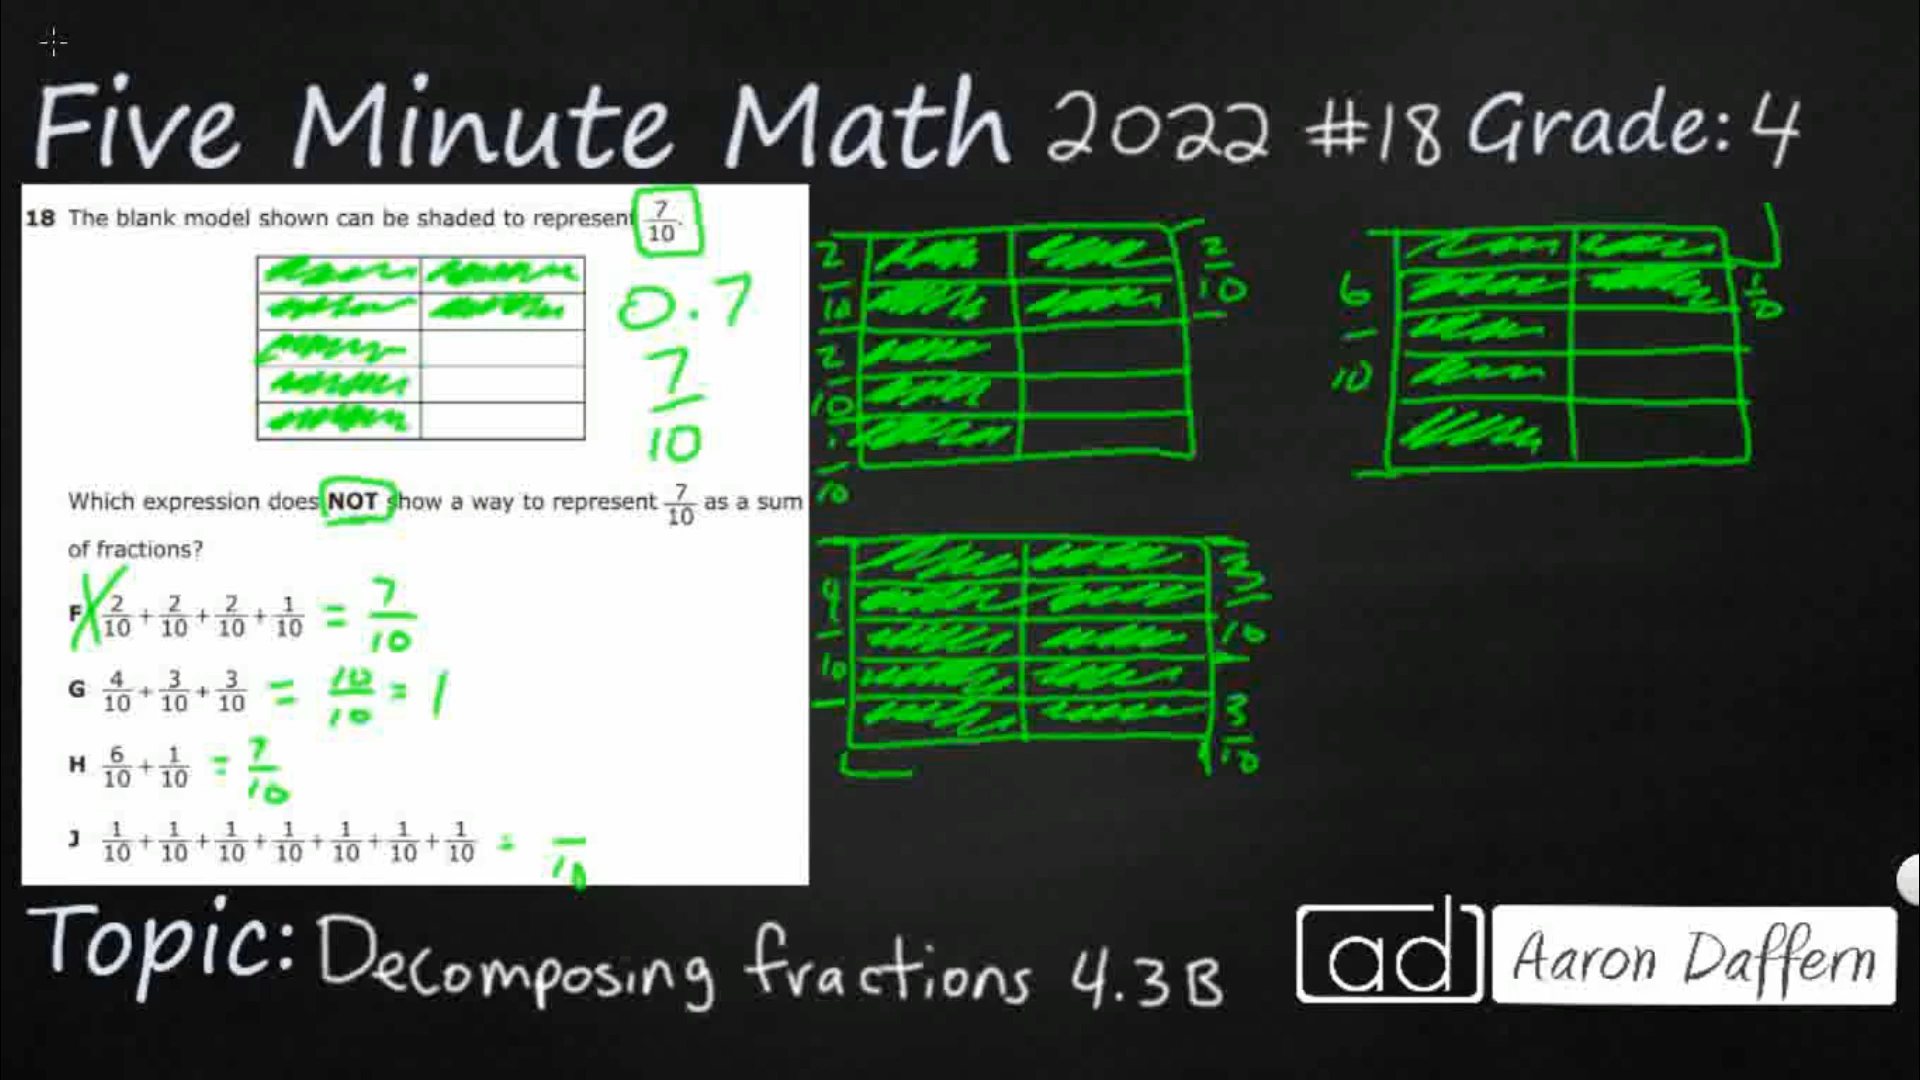 Five Minute Math 2022 #18 Grade: 4
18 The blank model shown can be shaded to represent 7/10.
0.7
7/10
Which expression does NOT show a way to represent 7/10 as a sum
of fractions?
F 2/10 + 2/10 + 2/10 + 1/10 = 7/10
G 4/10 + 3/10 + 3/10 = 10/10 = 1
H 6/10 + 1/10 = 7/10
J 1/10 + 1/10 + 1/10 + 1/10 + 1/10 + 1/10 + 1/10 = /10
2/10
2/10
1/10
2/10
6/10
1/10
4/10
3/10
3/10
Topic: Decomposing fractions 4.3B
ad Aaron Daffern